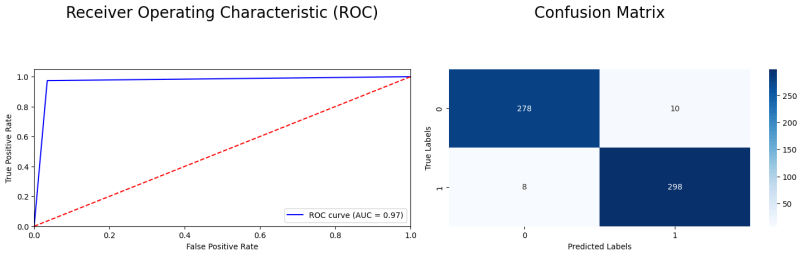 Receiver Operating Characteristic (ROC)
True Positive Rate
1.0
0.8
0.6
0.4
0.2
0.0
0.0 0.2 0.4 0.6 0.8 1.0
False Positive Rate
ROC curve (AUC = 0.97)
Confusion Matrix
True Labels
0
1
278 10
8 298
0 1
Predicted Labels
250
200
150
100
50